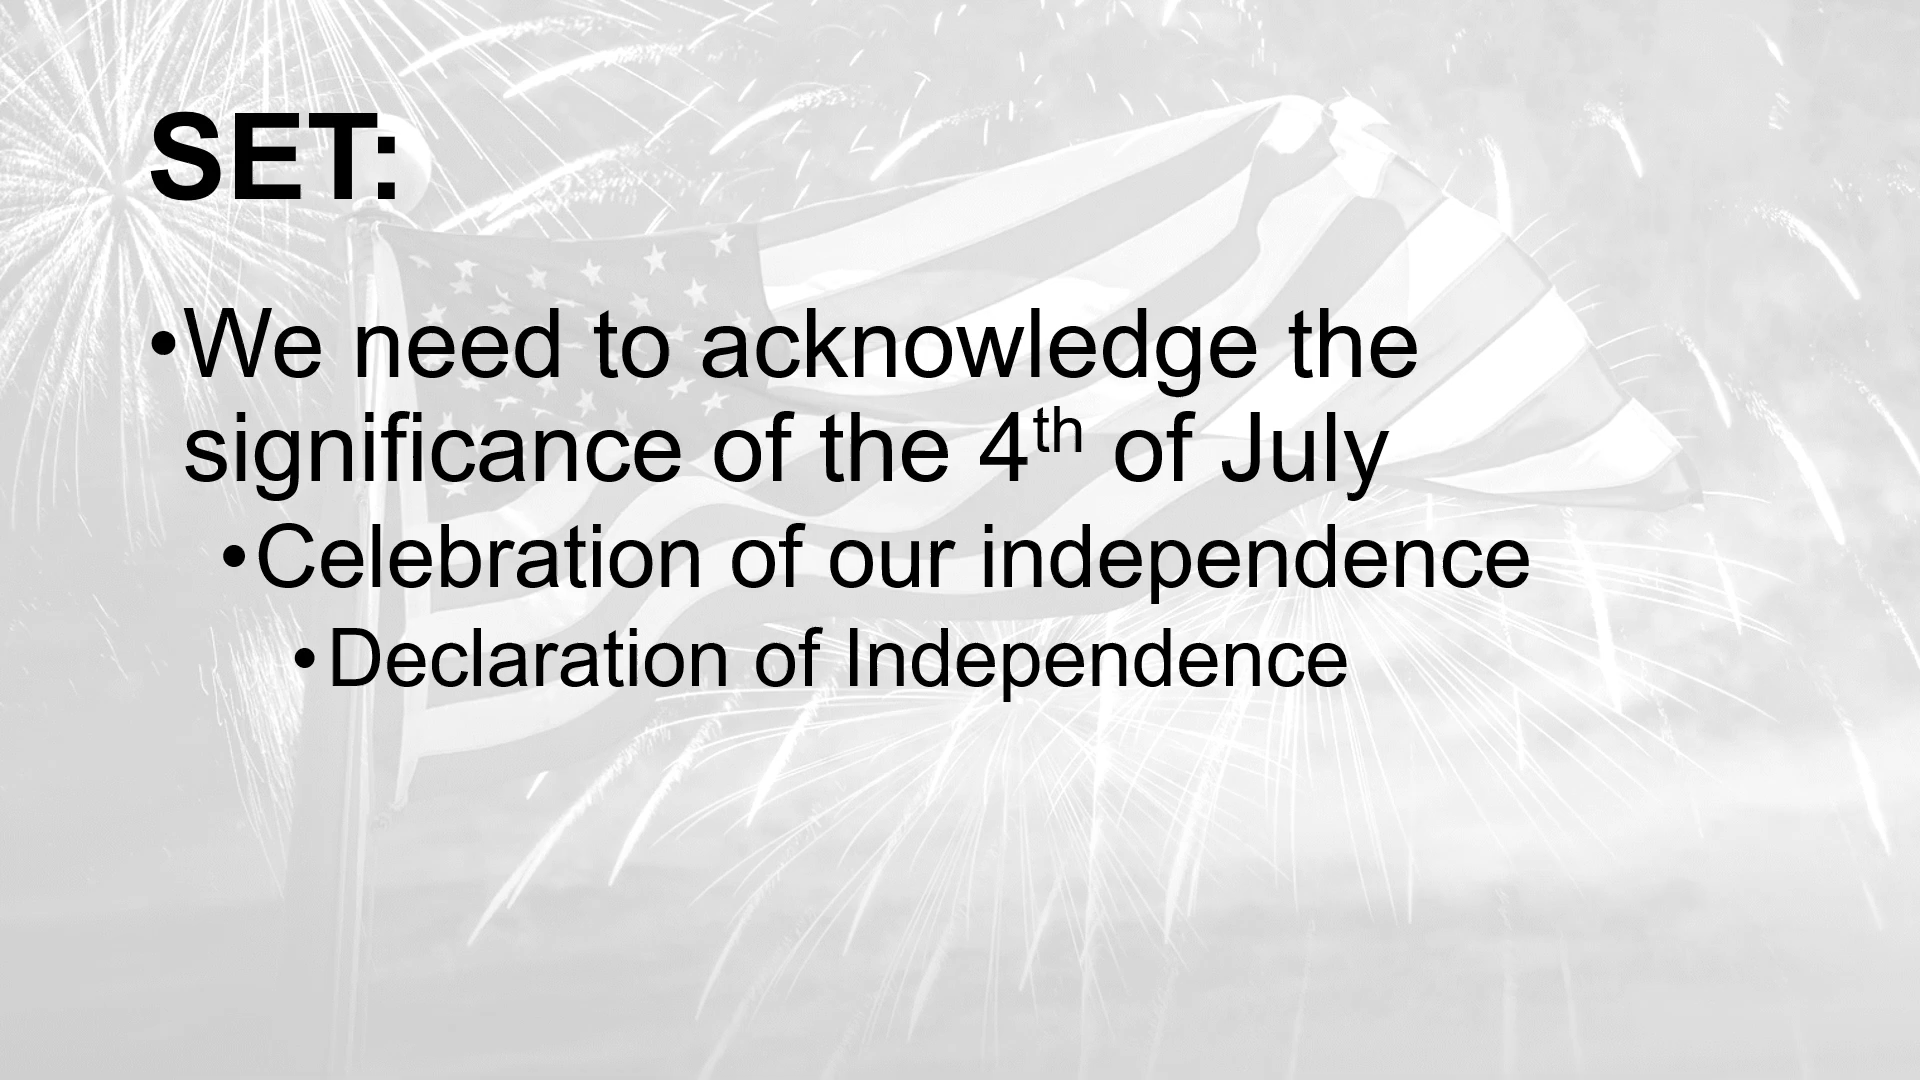 SET:
•We need to acknowledge the
significance of the 4th of July
•Celebration of our independence
•Declaration of Independence